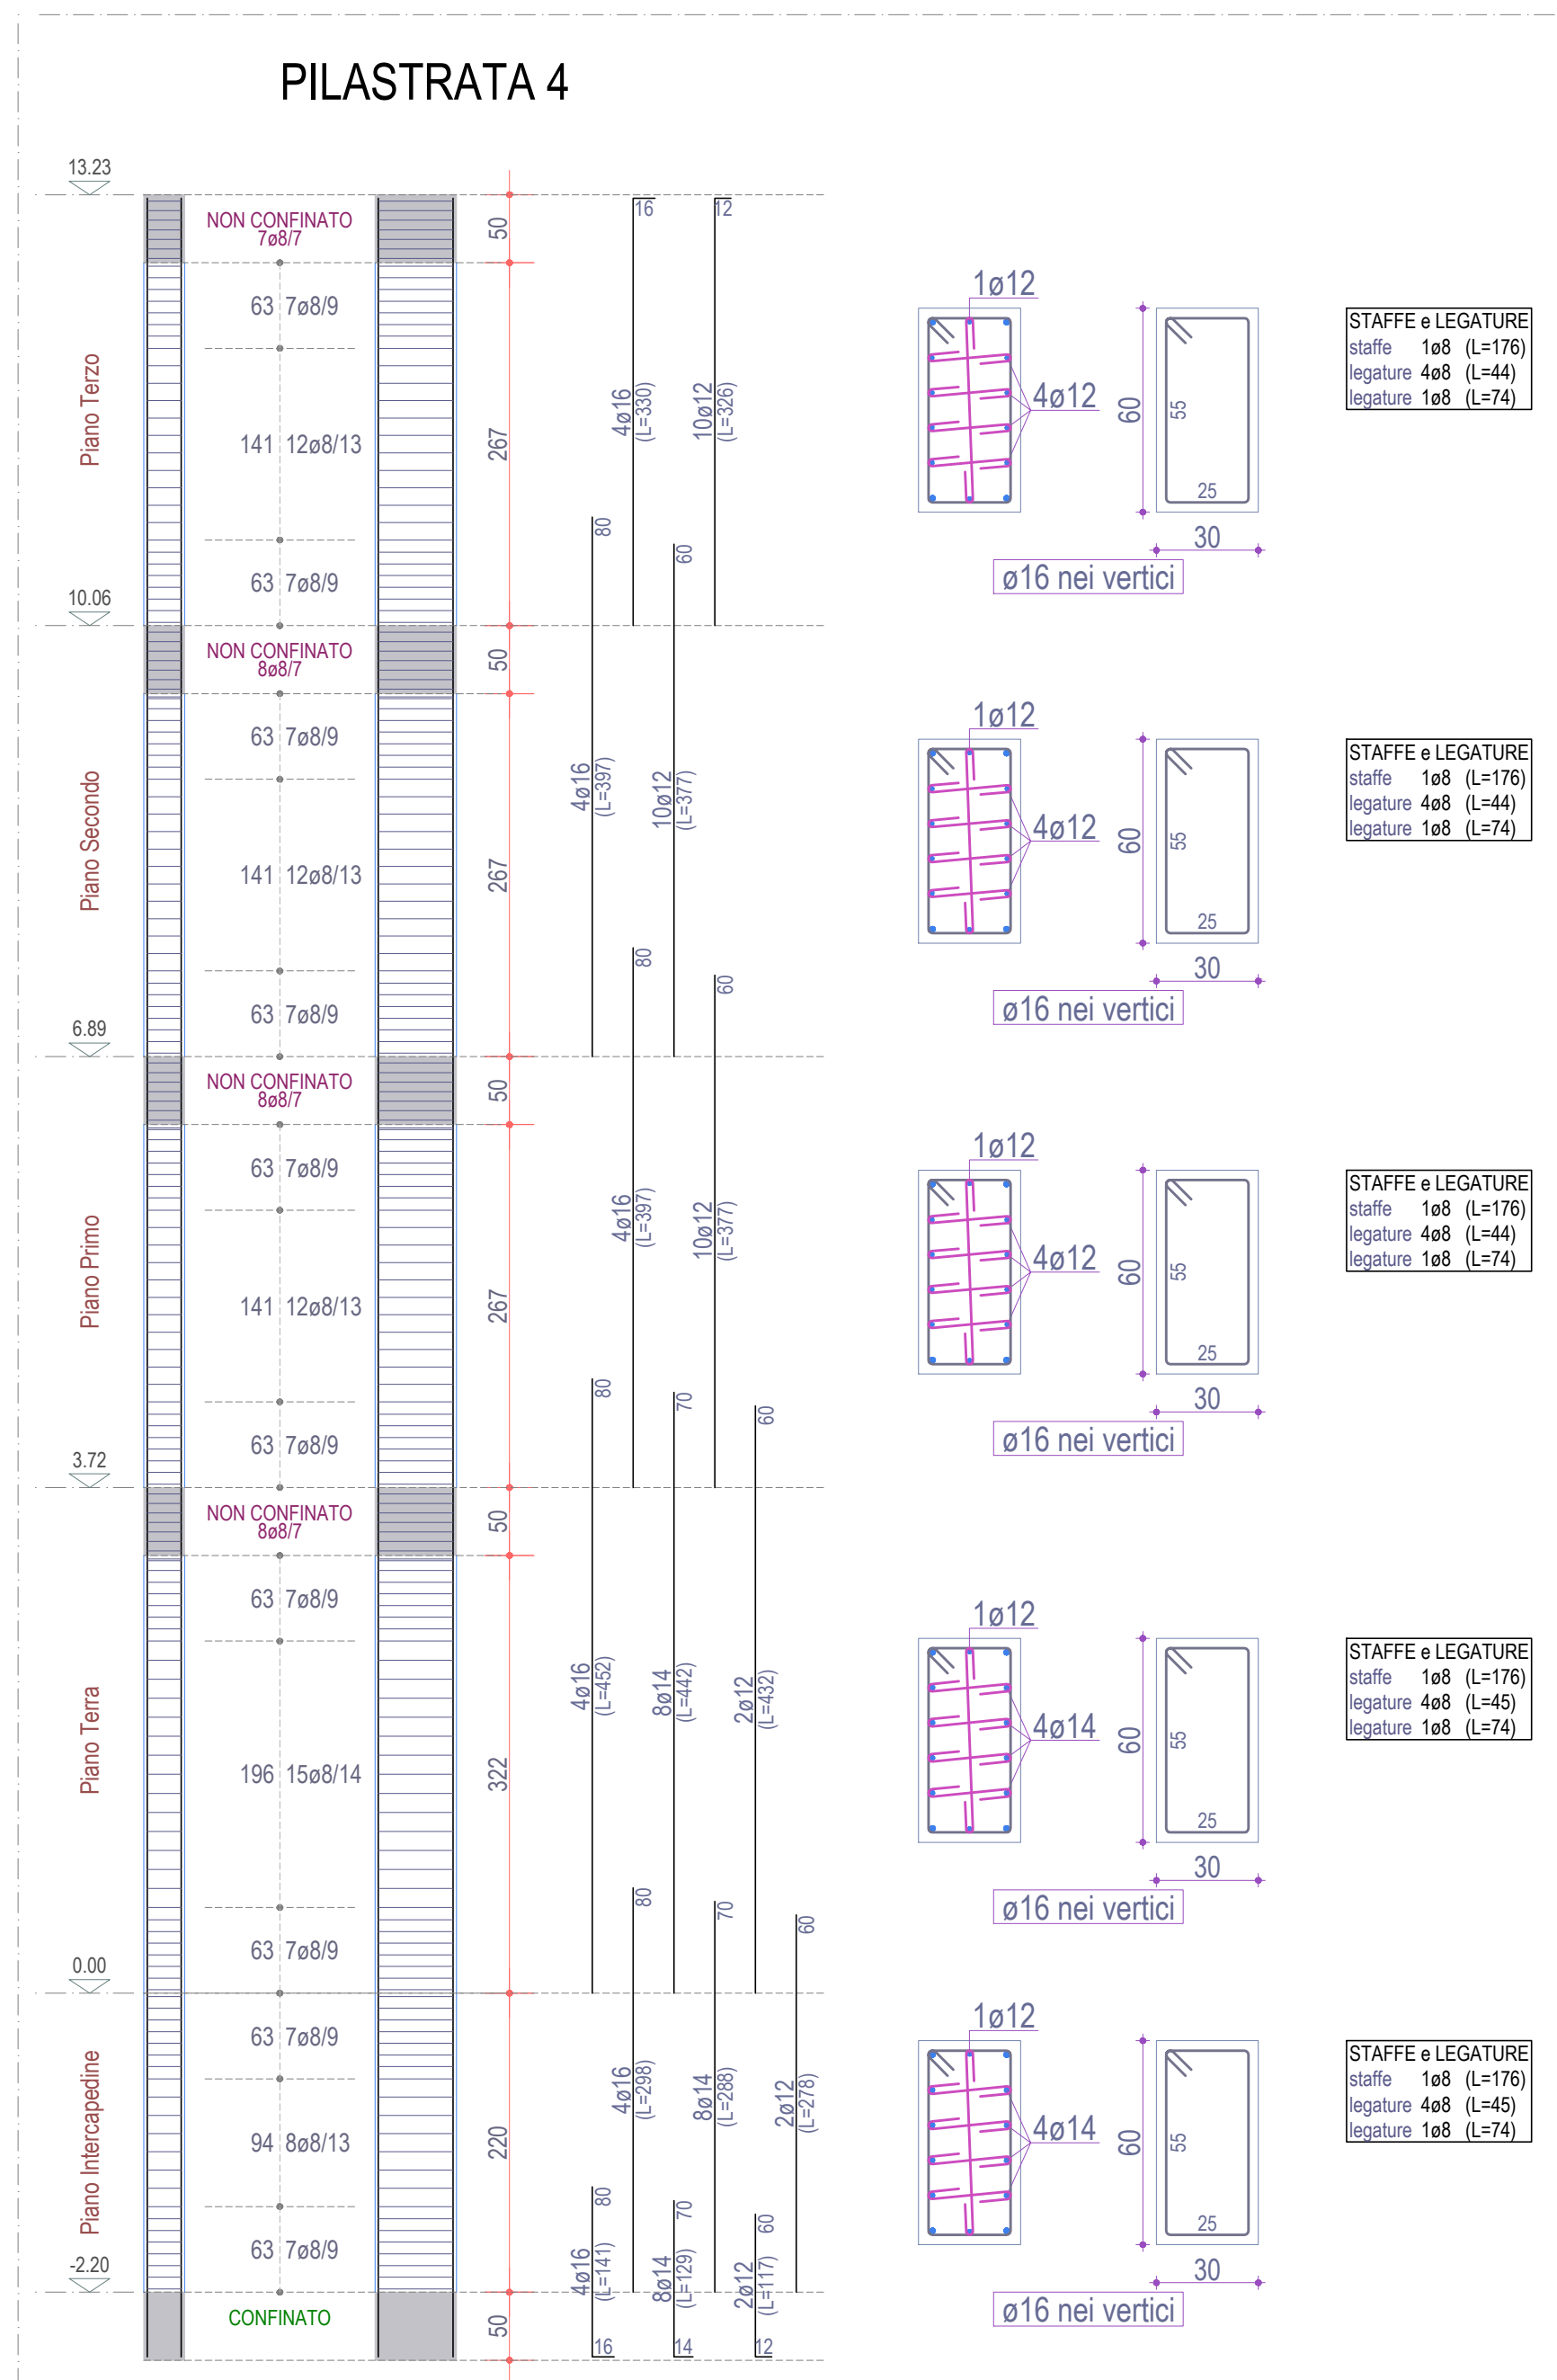 PILASTRATA 4
13.23
NON CONFINATO
7ø8/7
50
16
12
63 7ø8/9
Piano Terzo
141 12ø8/13
267
4ø16
(L=330)
10ø12
(L=326)
63 7ø8/9
80
60
1ø12
4ø12
60
55
25
30
ø16 nei vertici
STAFFE e LEGATURE
staffe 1ø8 (L=176)
legature 4ø8 (L=44)
legature 1ø8 (L=74)
10.06
NON CONFINATO
8ø8/7
50
63 7ø8/9
Piano Secondo
141 12ø8/13
267
4ø16
(L=397)
10ø12
(L=377)
63 7ø8/9
80
60
1ø12
4ø12
60
55
25
30
ø16 nei vertici
STAFFE e LEGATURE
staffe 1ø8 (L=176)
legature 4ø8 (L=44)
legature 1ø8 (L=74)
6.89
NON CONFINATO
8ø8/7
50
63 7ø8/9
Piano Primo
141 12ø8/13
267
4ø16
(L=397)
10ø12
(L=377)
63 7ø8/9
80
70
60
1ø12
4ø12
60
55
25
30
ø16 nei vertici
STAFFE e LEGATURE
staffe 1ø8 (L=176)
legature 4ø8 (L=44)
legature 1ø8 (L=74)
3.72
NON CONFINATO
8ø8/7
50
63 7ø8/9
Piano Terra
196 15ø8/14
322
4ø16
(L=452)
8ø14
(L=442)
2ø12
(L=432)
63 7ø8/9
80
70
60
1ø12
4ø14
60
55
25
30
ø16 nei vertici
STAFFE e LEGATURE
staffe 1ø8 (L=176)
legature 4ø8 (L=45)
legature 1ø8 (L=74)
0.00
63 7ø8/9
Piano Intercapedine
94 8ø8/13
220
4ø16
(L=298)
8ø14
(L=288)
2ø12
(L=278)
63 7ø8/9
80
70
60
4ø16
(L=141)
8ø14
(L=129)
2ø12
(L=117)
1ø12
4ø14
60
55
25
30
ø16 nei vertici
STAFFE e LEGATURE
staffe 1ø8 (L=176)
legature 4ø8 (L=45)
legature 1ø8 (L=74)
-2.20
CONFINATO
50
16
14
12